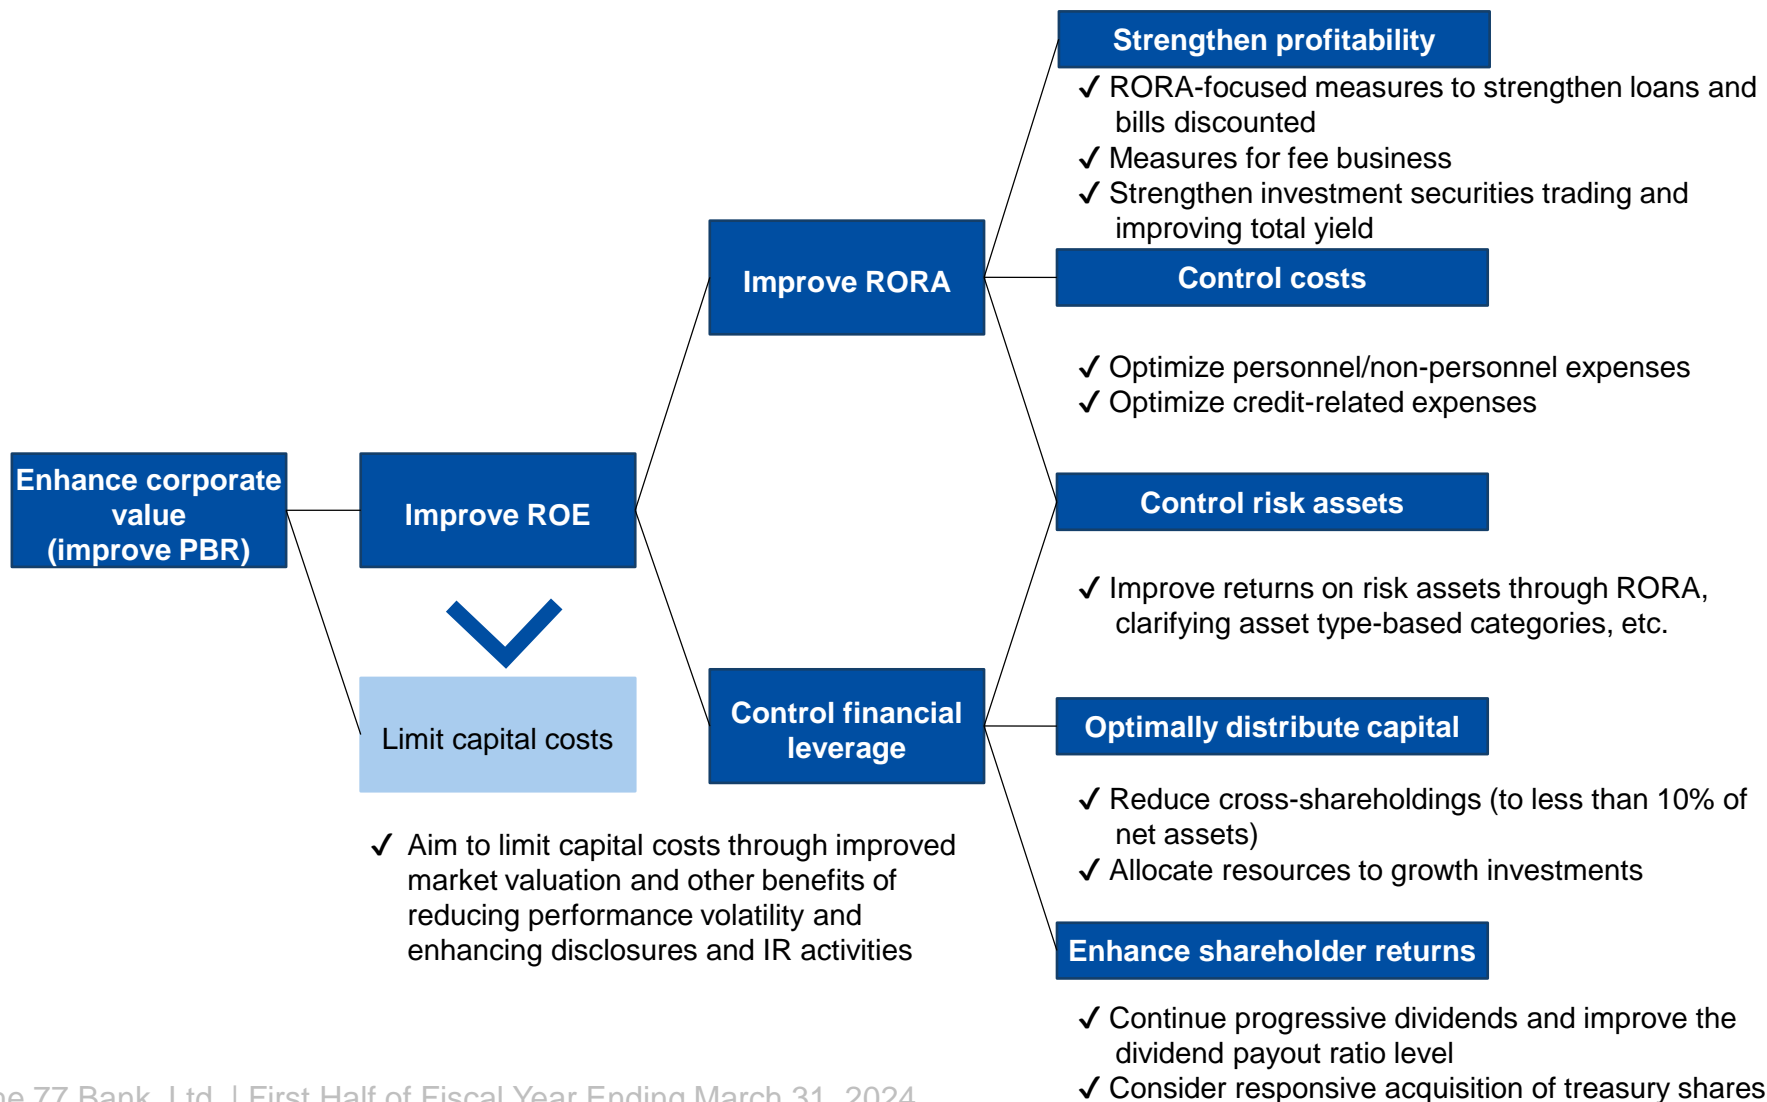 Strengthen profitability
✓ RORA-focused measures to strengthen loans and
bills discounted
✓ Measures for fee business
✓ Strengthen investment securities trading and
improving total yield
Improve RORA
Control costs
✓ Optimize personnel/non-personnel expenses
✓ Optimize credit-related expenses
Enhance corporate
value
(improve PBR)
Improve ROE
Control risk assets
✓ Improve returns on risk assets through RORA,
clarifying asset type-based categories, etc.
Limit capital costs
Control financial
leverage
Optimally distribute capital
✓ Reduce cross-shareholdings (to less than 10% of
net assets)
✓ Allocate resources to growth investments
✓ Aim to limit capital costs through improved
market valuation and other benefits of
reducing performance volatility and
enhancing disclosures and IR activities
Enhance shareholder returns
✓ Continue progressive dividends and improve the
dividend payout ratio level
✓ Consider responsive acquisition of treasury shares
77 Bank, Ltd. | First Half of Fiscal Year Ending March 31, 2024